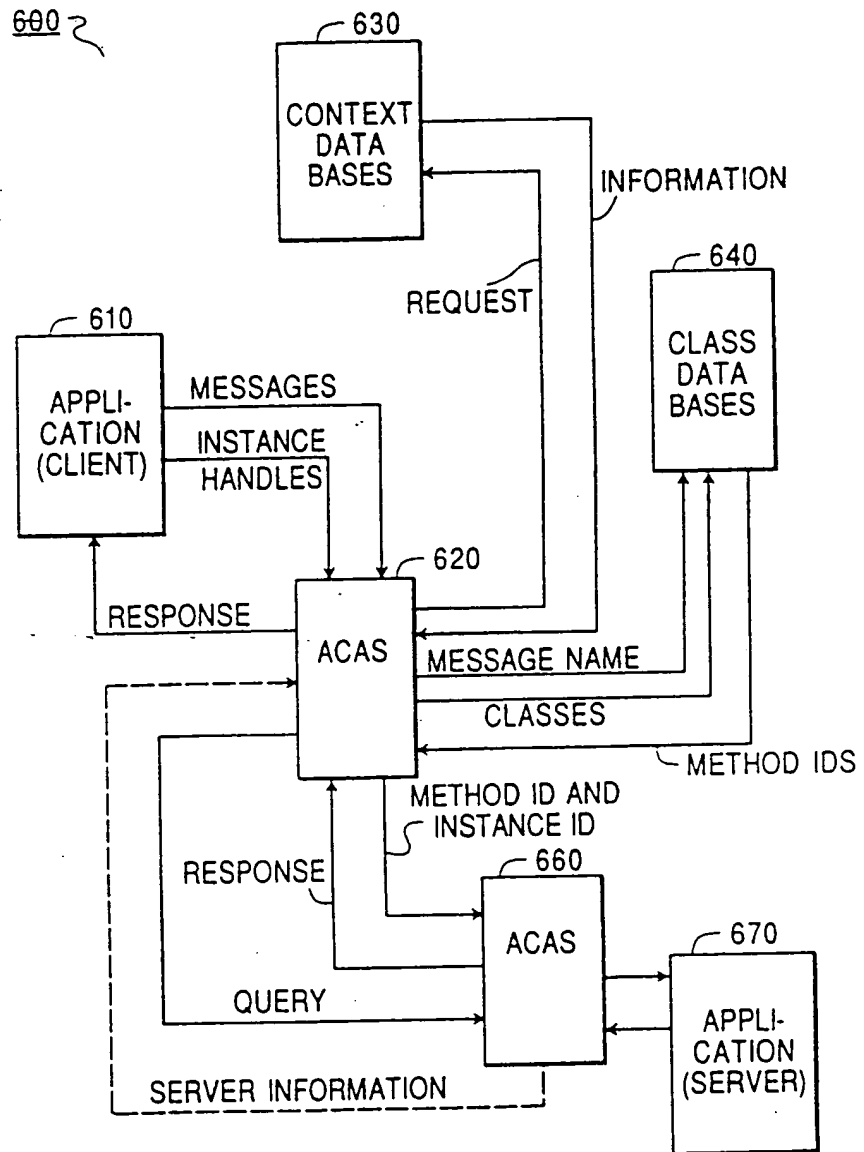 600
630
CONTEXT
DATA
BASES
INFORMATION
640
REQUEST
CLASS
DATA
BASES
610
APPLI-
CATION
(CLIENT)
MESSAGES
INSTANCE
HANDLES
620
RESPONSE
ACAS
MESSAGE NAME
CLASSES
METHOD IDS
METHOD ID AND
INSTANCE ID
RESPONSE
660
ACAS
670
QUERY
APPLI-
CATION
(SERVER)
SERVER INFORMATION